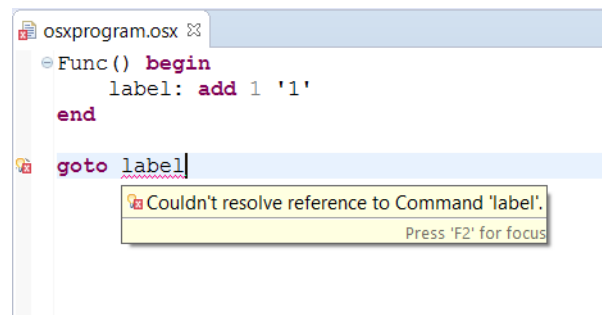 osxprogram.osx
Func() begin
label: add 1 '1'
end
goto label
Couldn't resolve reference to Command 'label'.
Press 'F2' for focus